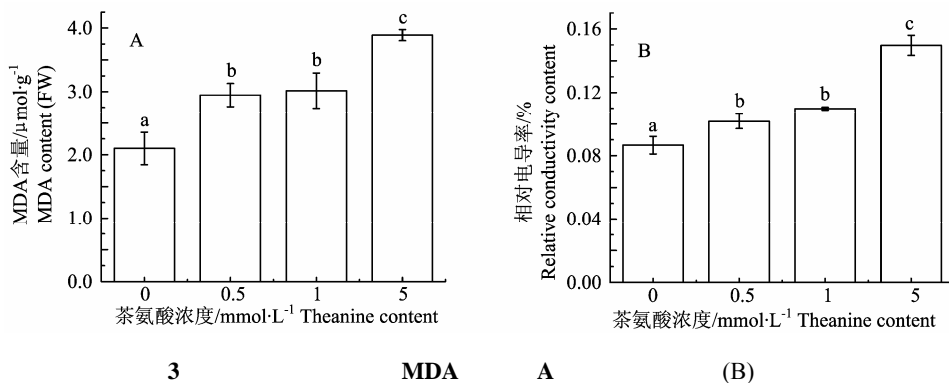 4.0
3.0
2.0
1.0
0.0
MDA含量/μmol·g⁻¹
MDA content (FW)
A
a
b
b
c
0
0.5
1
5
茶氨酸浓度/mmol·L⁻¹ Theanine content
0.16
0.12
0.08
0.04
0.00
相对电导率/%
Relative conductivity content
B
a
b
b
c
0
0.5
1
5
茶氨酸浓度/mmol·L⁻¹ Theanine content
3 MDA A (B)